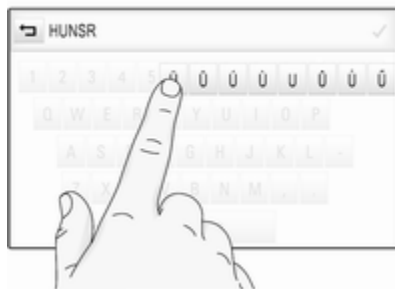 HUNSR
1 2 3 4 5 Ú Ù U
Q W E R Y U I O P
A S G H J K L -
Z X B N M , .